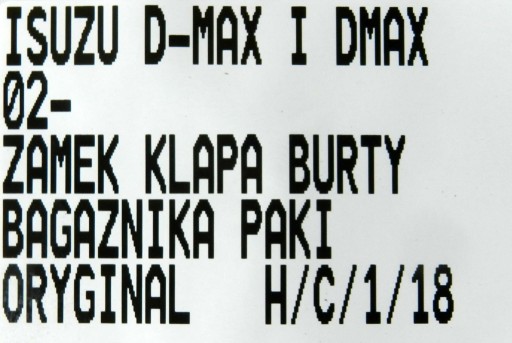 ISUZU D-MAX I DMAX
02-
ZAMEK KLAPA BURTY
BAGAZNIKA PAKI
ORYGINAL H/C/1/18